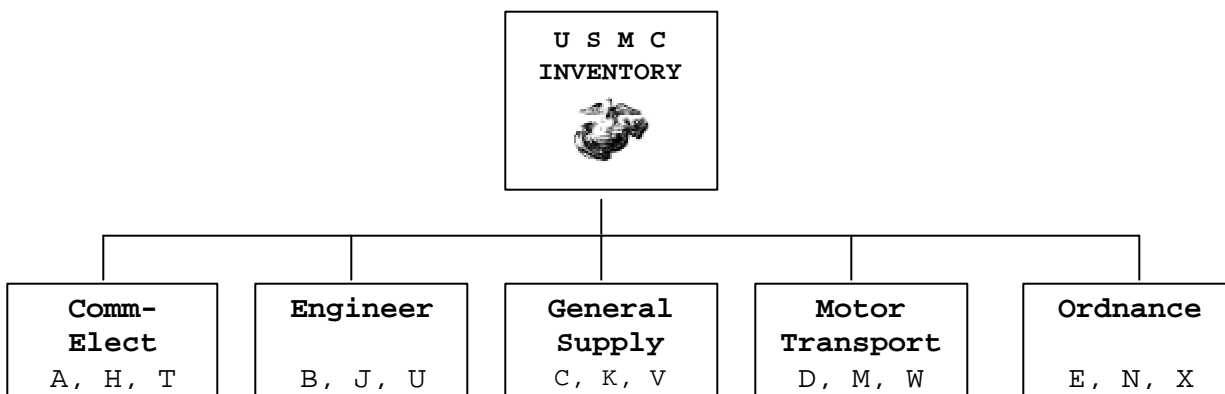 U S M C
INVENTORY
Comm-
Elect
A, H, T
Engineer
B, J, U
General
Supply
C, K, V
Motor
Transport
D, M, W
Ordnance
E, N, X